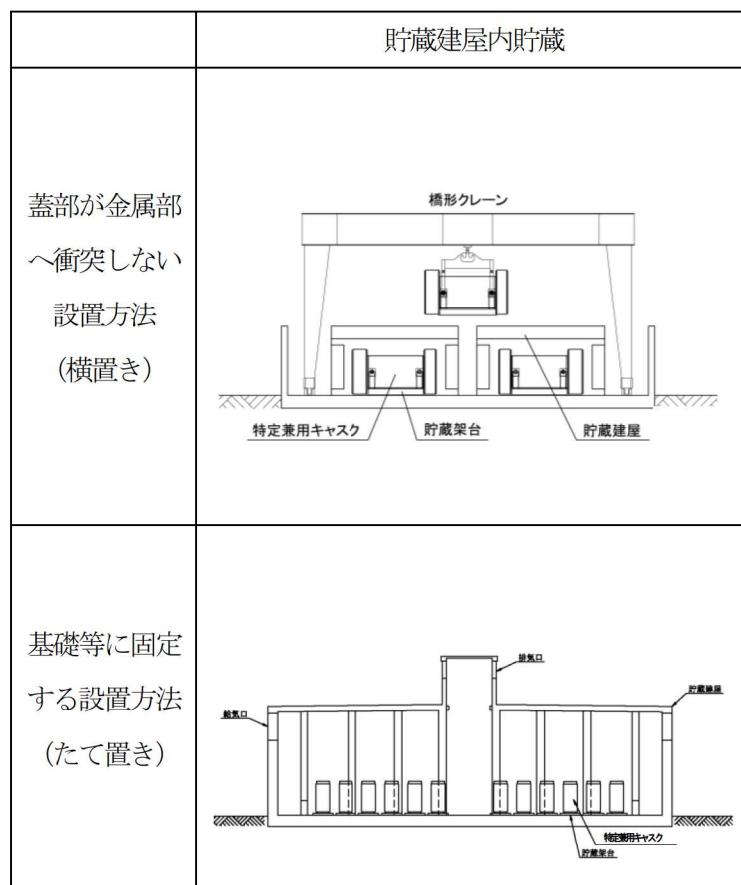 貯蔵建屋内貯蔵
蓋部が金属部
へ衝突しない
設置方法
（横置き）
橋形クレーン
特定兼用キャスク
貯蔵架台
貯蔵建屋
基礎等に固定
する設置方法
（たて置き）
排気口
貯蔵建屋
給気口
特定兼用キャスク
貯蔵架台